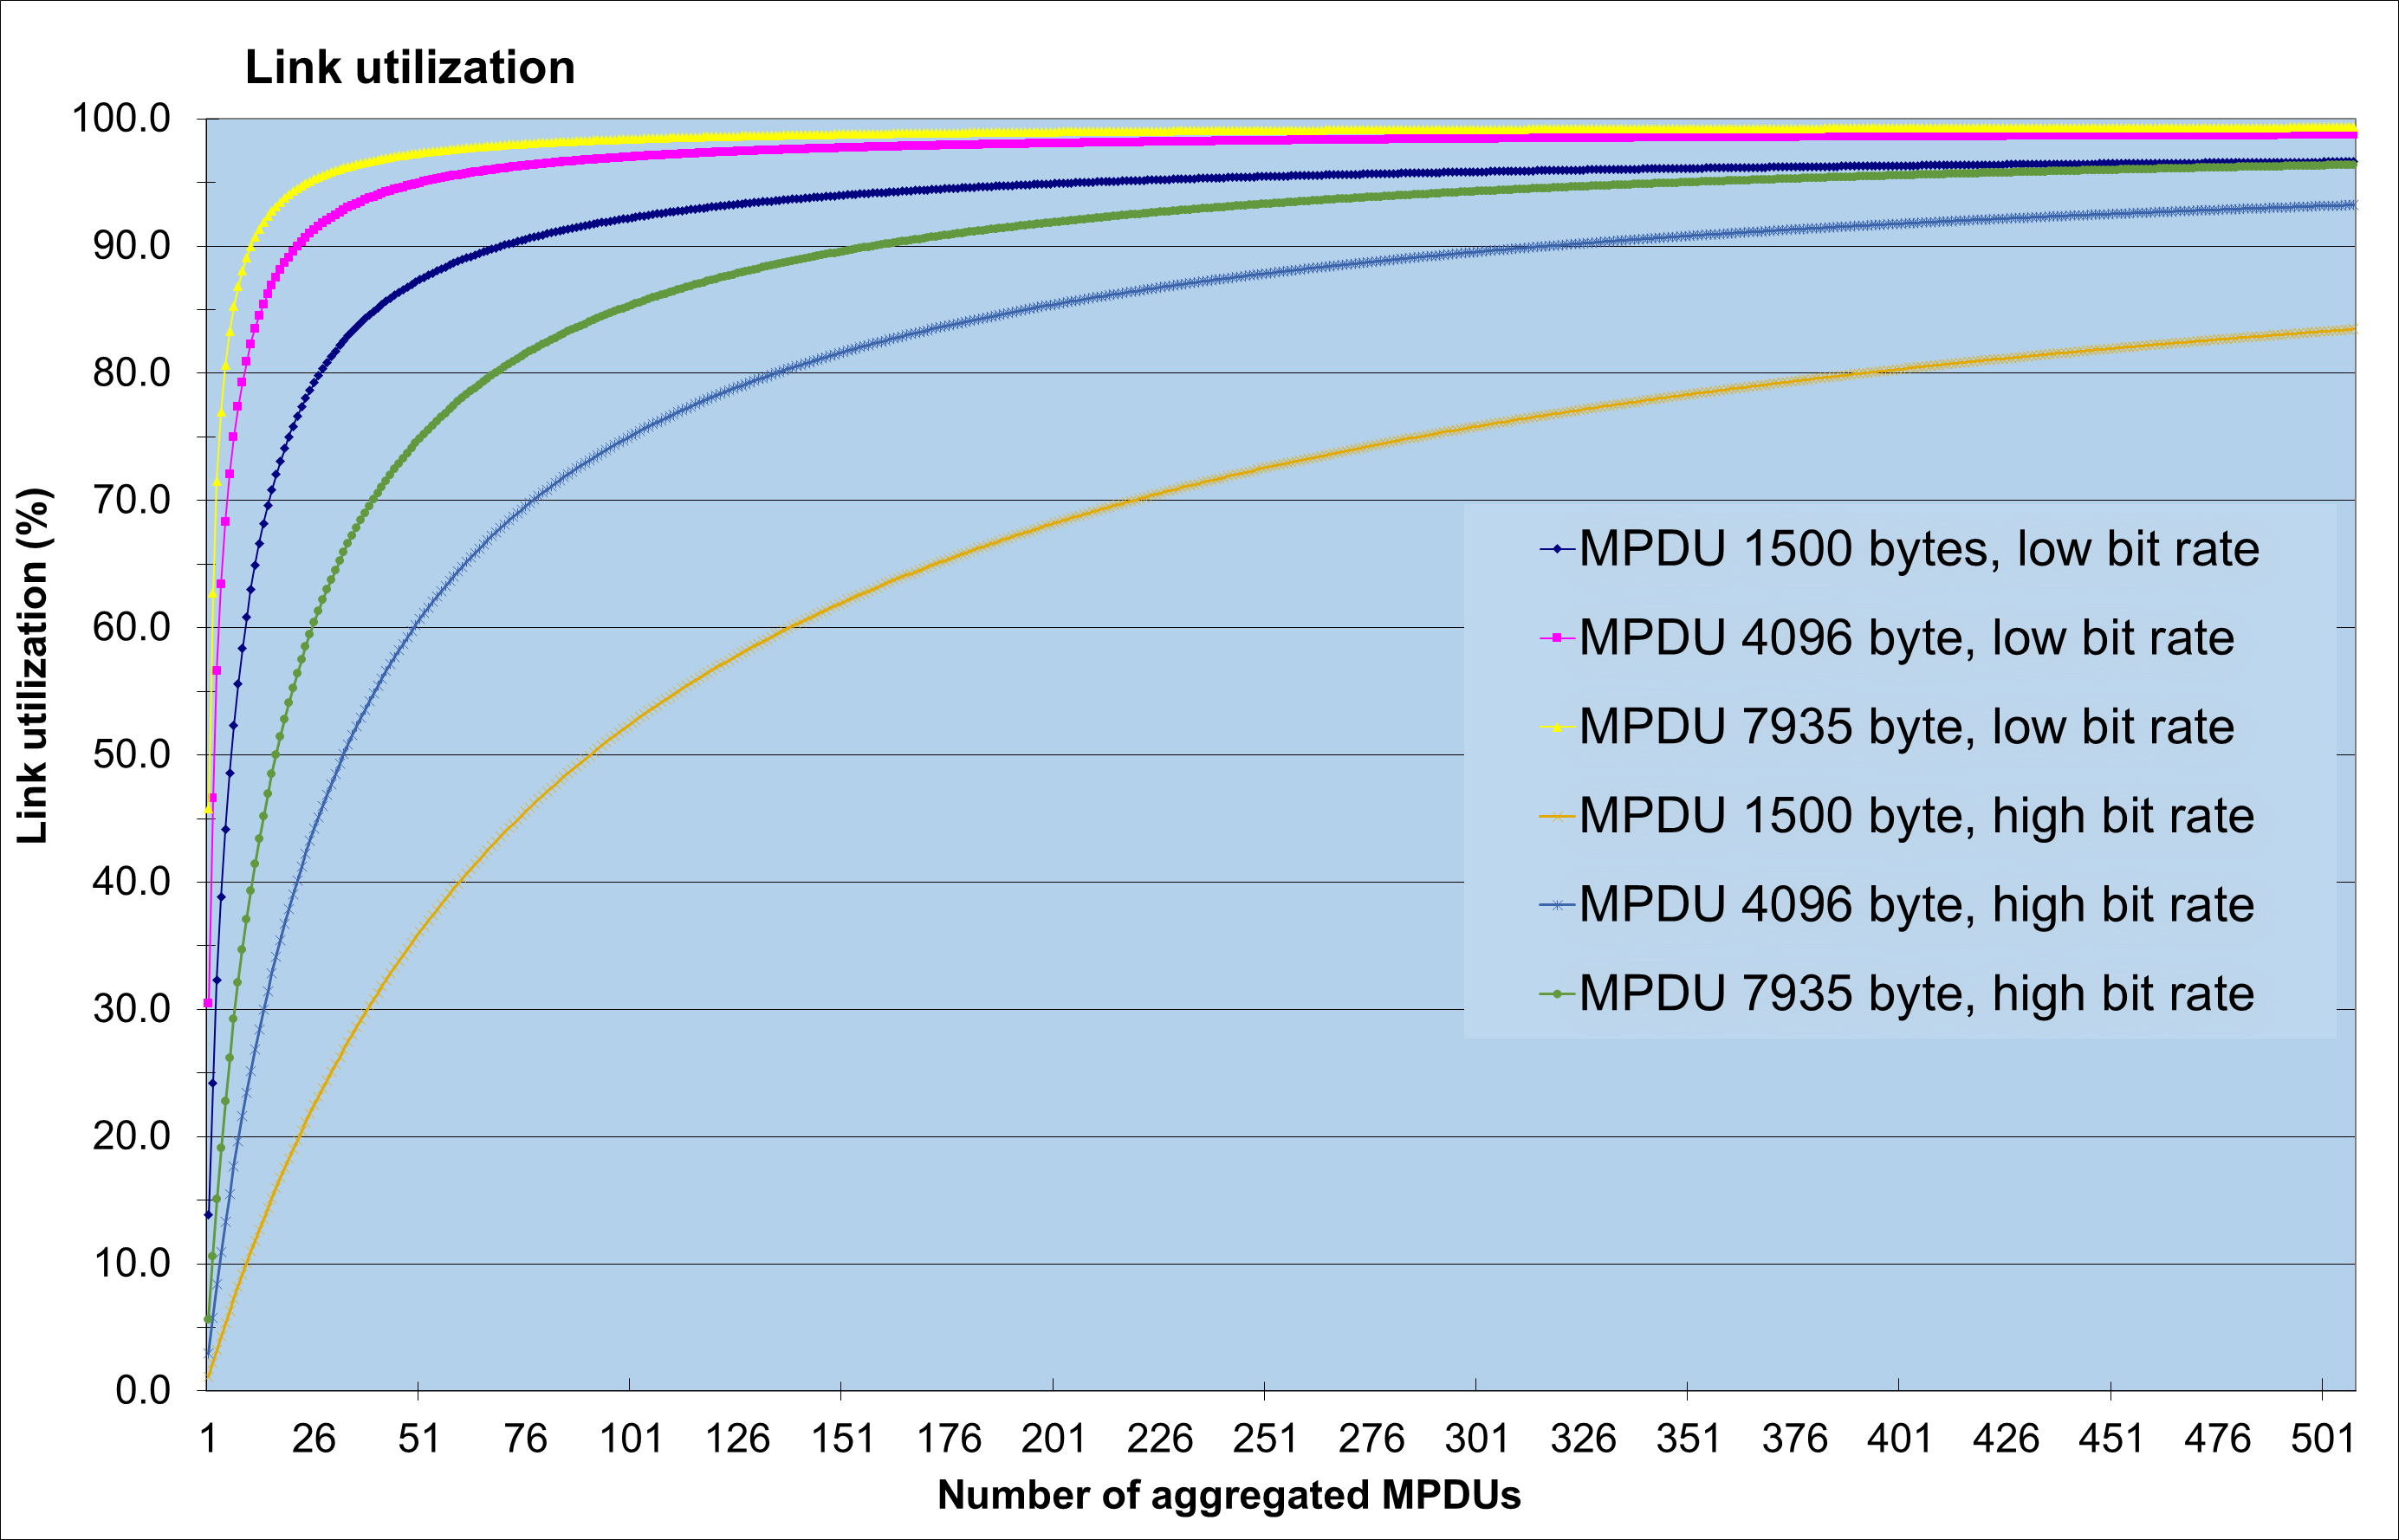 Link utilization
100.0
90.0
80.0
70.0
60.0
50.0
40.0
30.0
20.0
10.0
0.0
Link utilization (%)
MPDU 1500 bytes, low bit rate
MPDU 4096 byte, low bit rate
MPDU 7935 byte, low bit rate
MPDU 1500 byte, high bit rate
MPDU 4096 byte, high bit rate
MPDU 7935 byte, high bit rate
1 26 51 76 101 126 151 176 201 226 251 276 301 326 351 376 401 426 451 476 501
Number of aggregated MPDUs